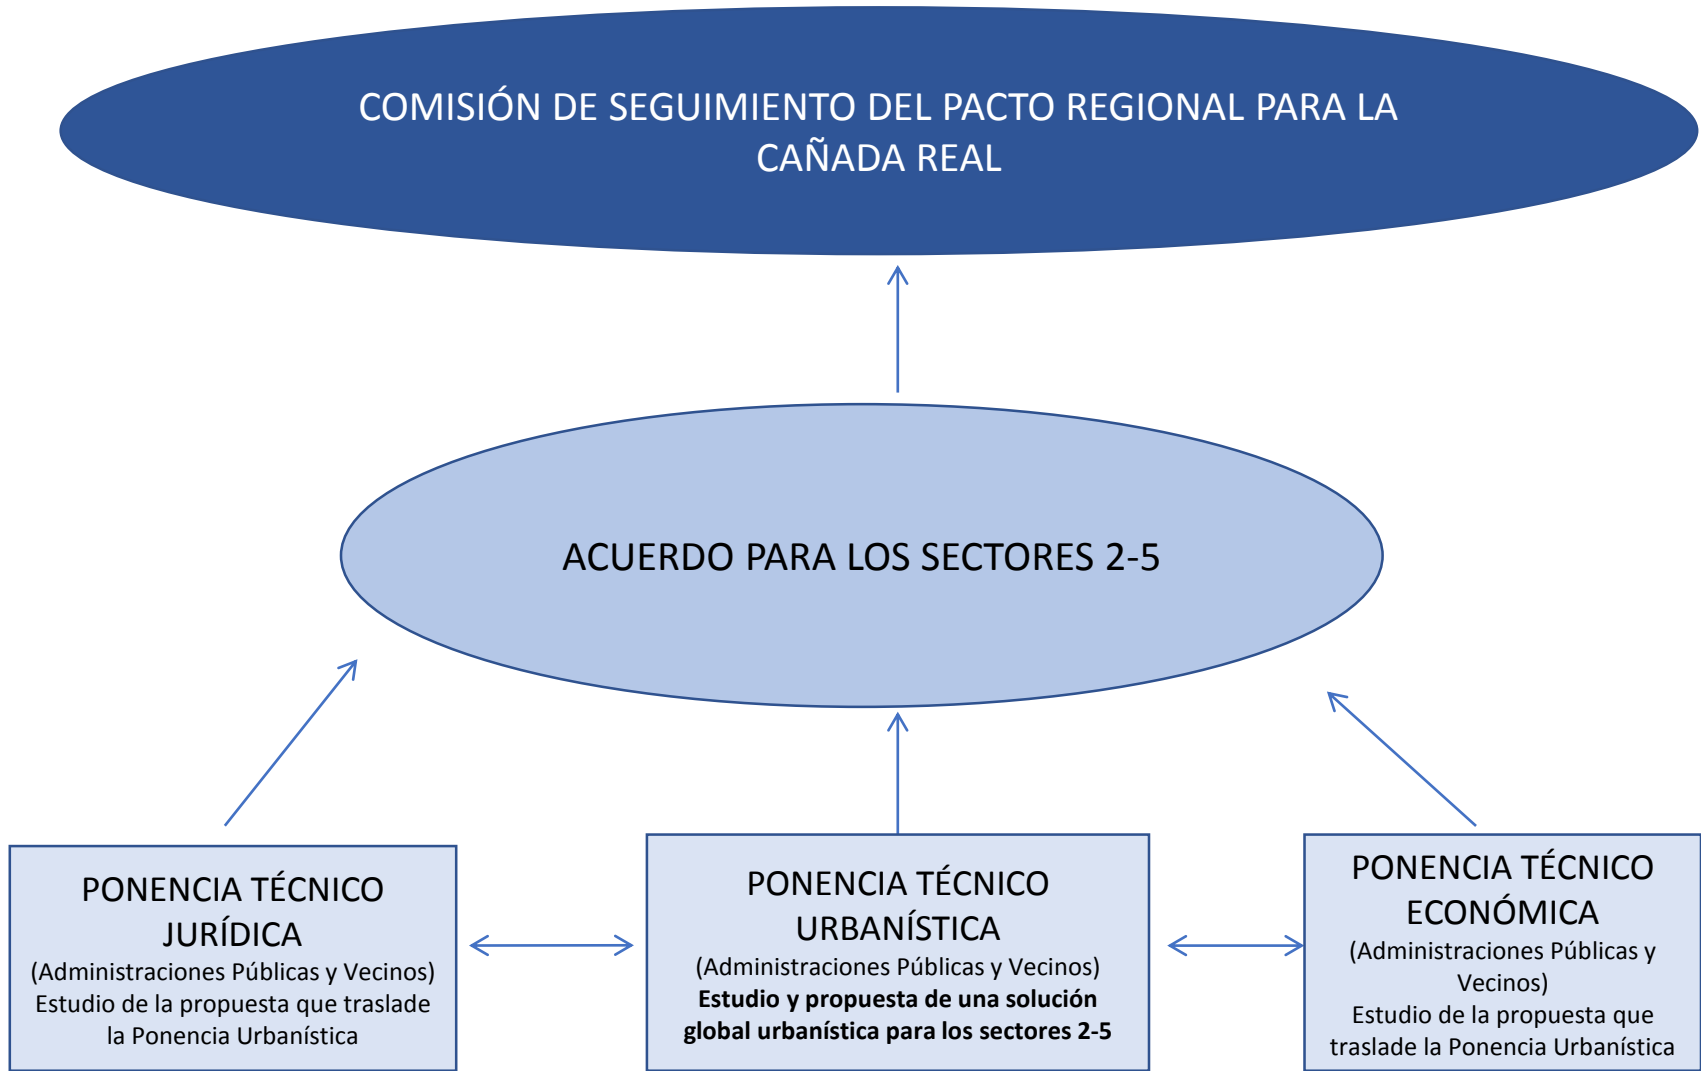 COMISIÓN DE SEGUIMIENTO DEL PACTO REGIONAL PARA LA
CAÑADA REAL
ACUERDO PARA LOS SECTORES 2-5
PONENCIA TÉCNICO
JURÍDICA
(Administraciones Públicas y Vecinos)
Estudio de la propuesta que traslade
la Ponencia Urbanística
PONENCIA TÉCNICO
URBANÍSTICA
(Administraciones Públicas y Vecinos)
Estudio y propuesta de una solución
global urbanística para los sectores 2-5
PONENCIA TÉCNICO
ECONÓMICA
(Administraciones Públicas y
Vecinos)
Estudio de la propuesta que
traslade la Ponencia Urbanística